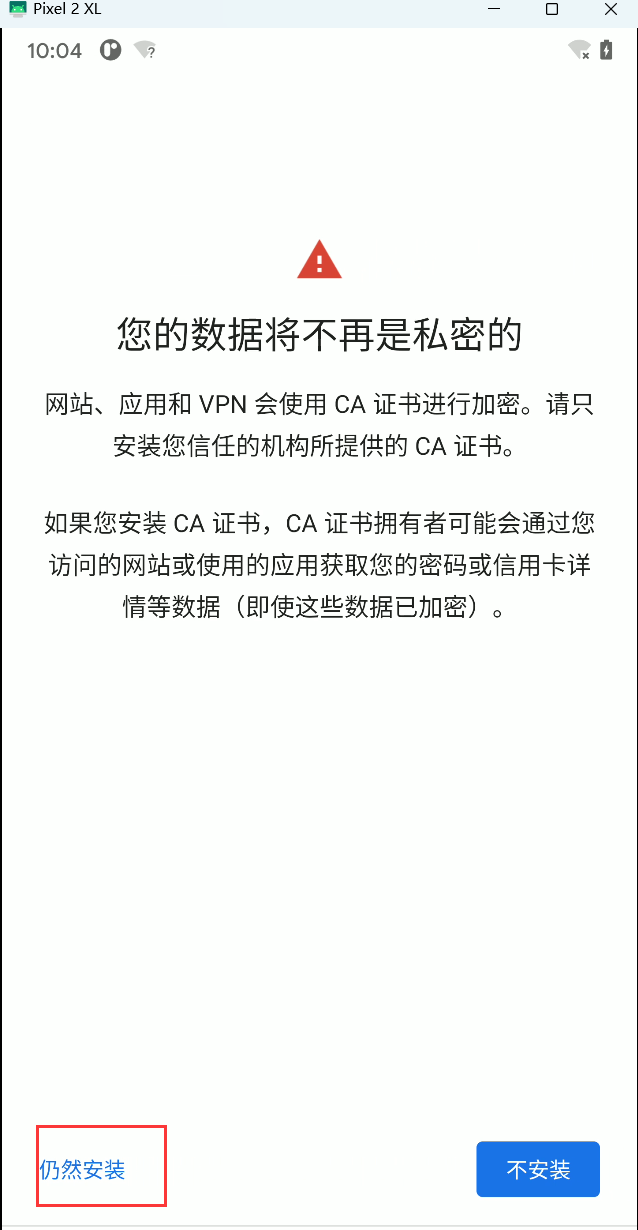 Pixel 2 XL
10:04
您的数据将不再是私密的
网站、应用和 VPN 会使用 CA 证书进行加密。请只
安装您信任的机构所提供的 CA 证书。
如果您安装 CA 证书，CA 证书拥有者可能会通过您
访问的网站或使用的应用获取您的密码或信用卡详
情等数据（即使这些数据已加密）。
仍然安装
不安装